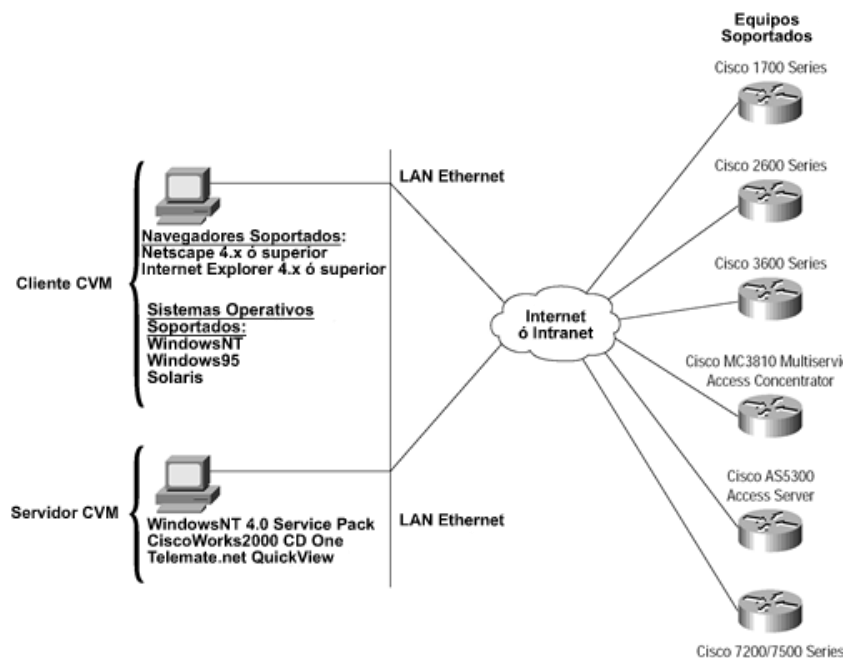 Equipos
Soportados
Cisco 1700 Series
LAN Ethernet
Cisco 2600 Series
Navegadores Soportados:
Netscape 4.x ó superior
Internet Explorer 4.x ó superior
Cliente CVM
Cisco 3600 Series
Sistemas Operativos
Soportados:
WindowsNT
Windows95
Solaris
Internet
ó Intranet
Cisco MC3810 Multiservic
Access Concentrator
Cisco AS5300
Access Server
Servidor CVM
WindowsNT 4.0 Service Pack
CiscoWorks2000 CD One
Telemate.net QuickView
LAN Ethernet
Cisco 7200/7500 Series